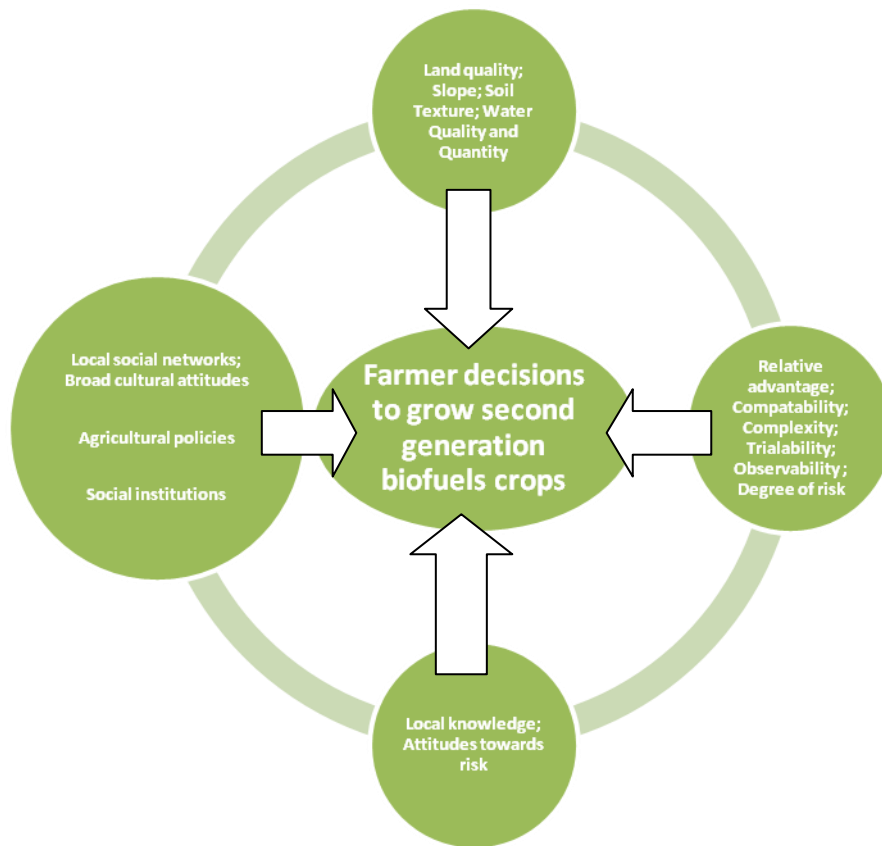 Land quality;
Slope; Soil
Texture; Water
Quality and
Quantity
Local social networks;
Broad cultural attitudes
Agricultural policies
Social institutions
Farmer decisions
to grow second
generation
biofuels crops
Relative
advantage;
Compatability;
Complexity;
Trialability;
Observability ;
Degree of risk
Local knowledge;
Attitudes towards
risk